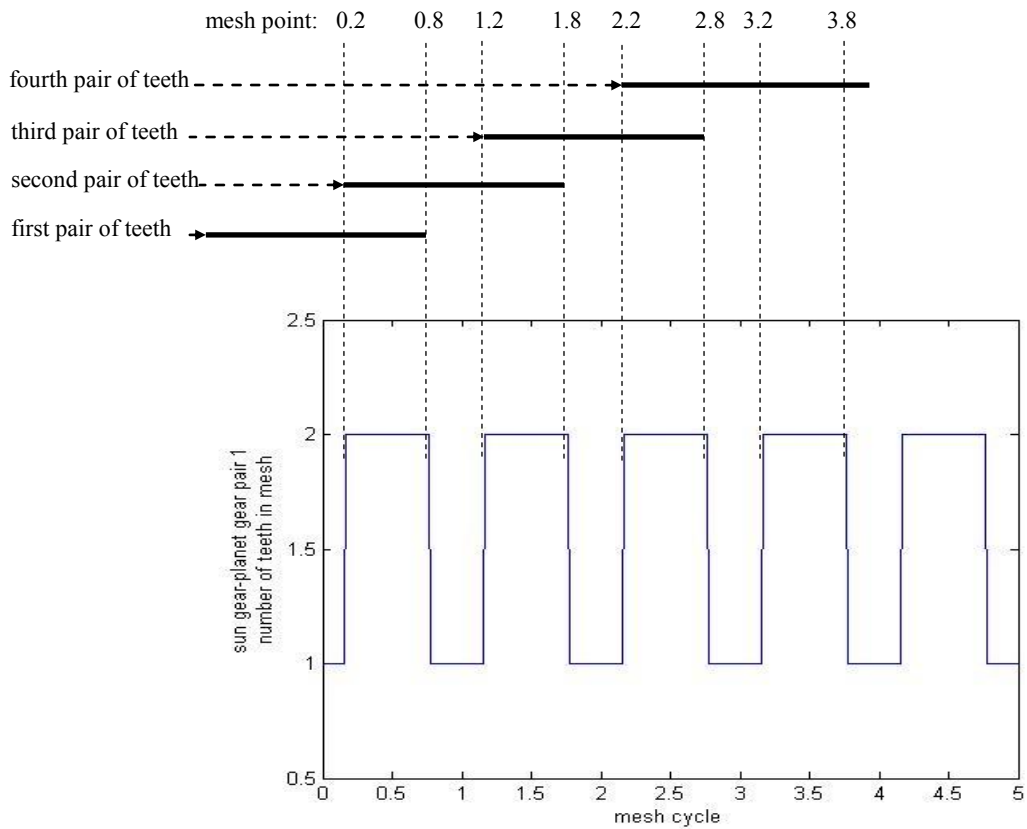 mesh point: 0.2 0.8 1.2 1.8 2.2 2.8 3.2 3.8
fourth pair of teeth
third pair of teeth
second pair of teeth
first pair of teeth
2.5
2
1.5
1
0.5
sun gear-planet gear pair 1
number of teeth in mesh
0 0.5 1 1.5 2 2.5 3 3.5 4 4.5 5
mesh cycle